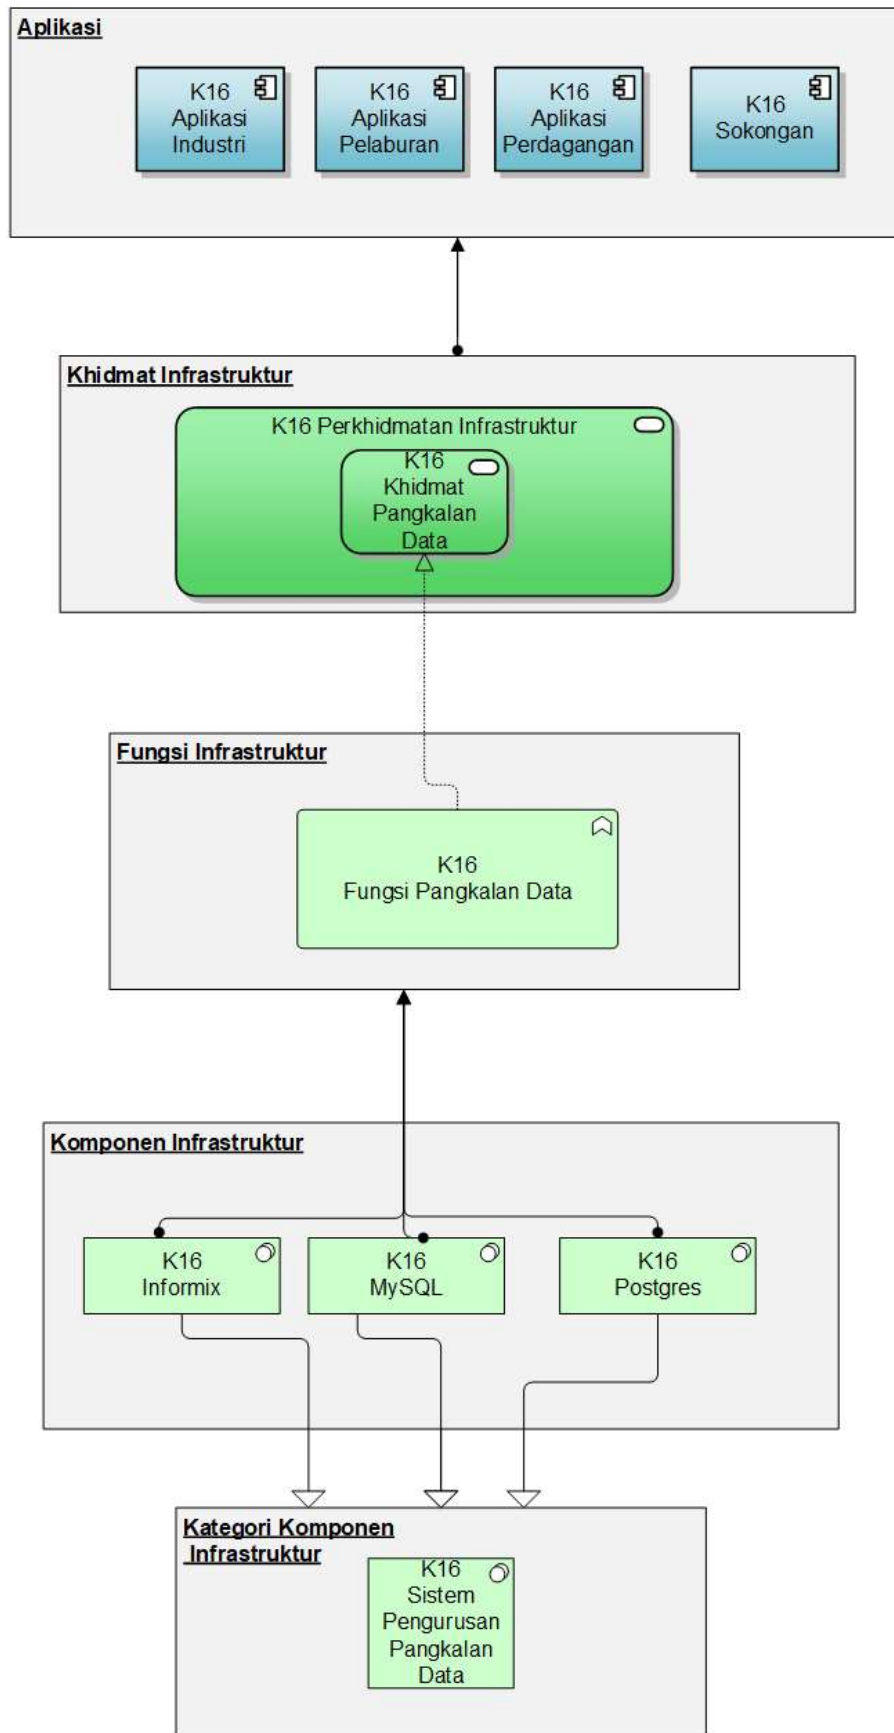 Aplikasi
K16
Aplikasi
Industri
K16
Aplikasi
Pelaburan
K16
Aplikasi
Perdagangan
K16
Sokongan
Khidmat Infrastruktur
K16 Perkhidmatan Infrastruktur
K16
Khidmat
Pangkalan
Data
Fungsi Infrastruktur
K16
Fungsi Pangkalan Data
Komponen Infrastruktur
K16
Informix
K16
MySQL
K16
Postgres
Kategori Komponen
Infrastruktur
K16
Sistem
Pengurusan
Pangkalan
Data